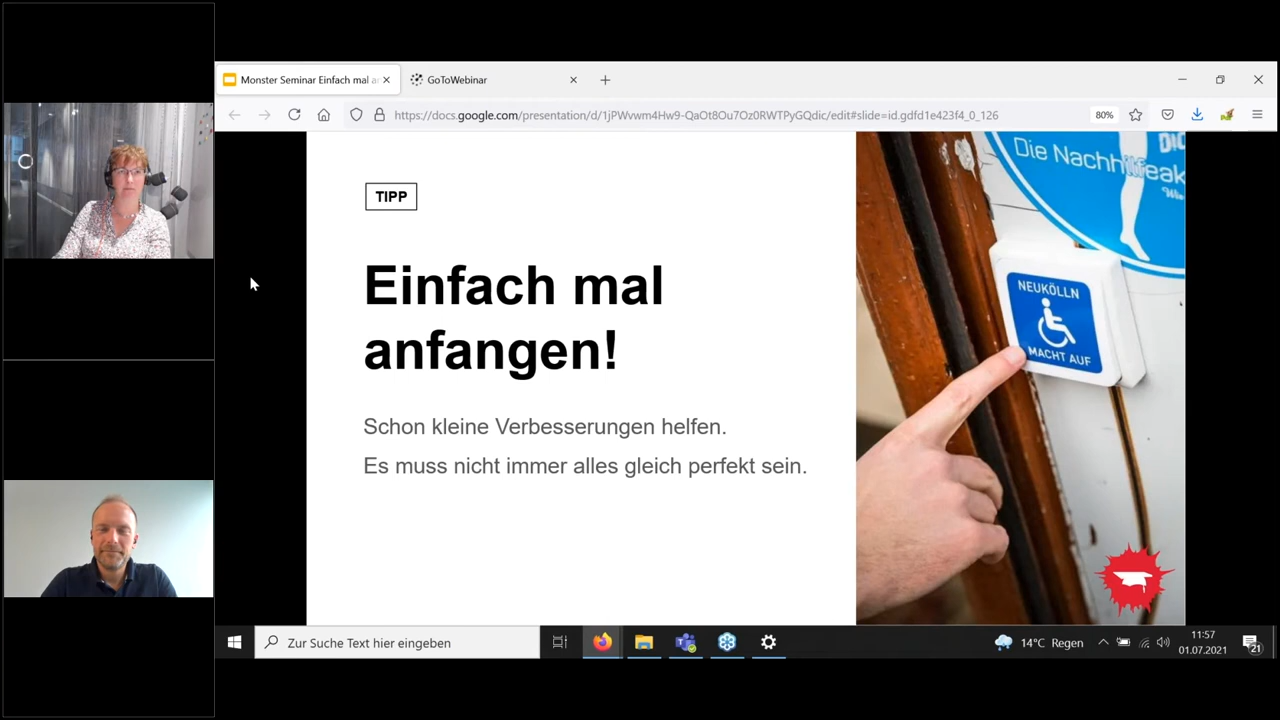 Monster Seminar Einfach mal a
GoToWebinar
https://docs.google.com/presentation/d/1jPWvwm4Hw9-QaOt8Ou7Oz0RWTPyGQdic/edit#slide=id.gdfd1e423f4_0_126
80%
TIPP
Einfach mal
anfangen!
Schon kleine Verbesserungen helfen.
Es muss nicht immer alles gleich perfekt sein.
Die Nachhilfeak
NEUKÖLLN
MACHT AUF
Zur Suche Text hier eingeben
14°C Regen
11:57
01.07.2021
21